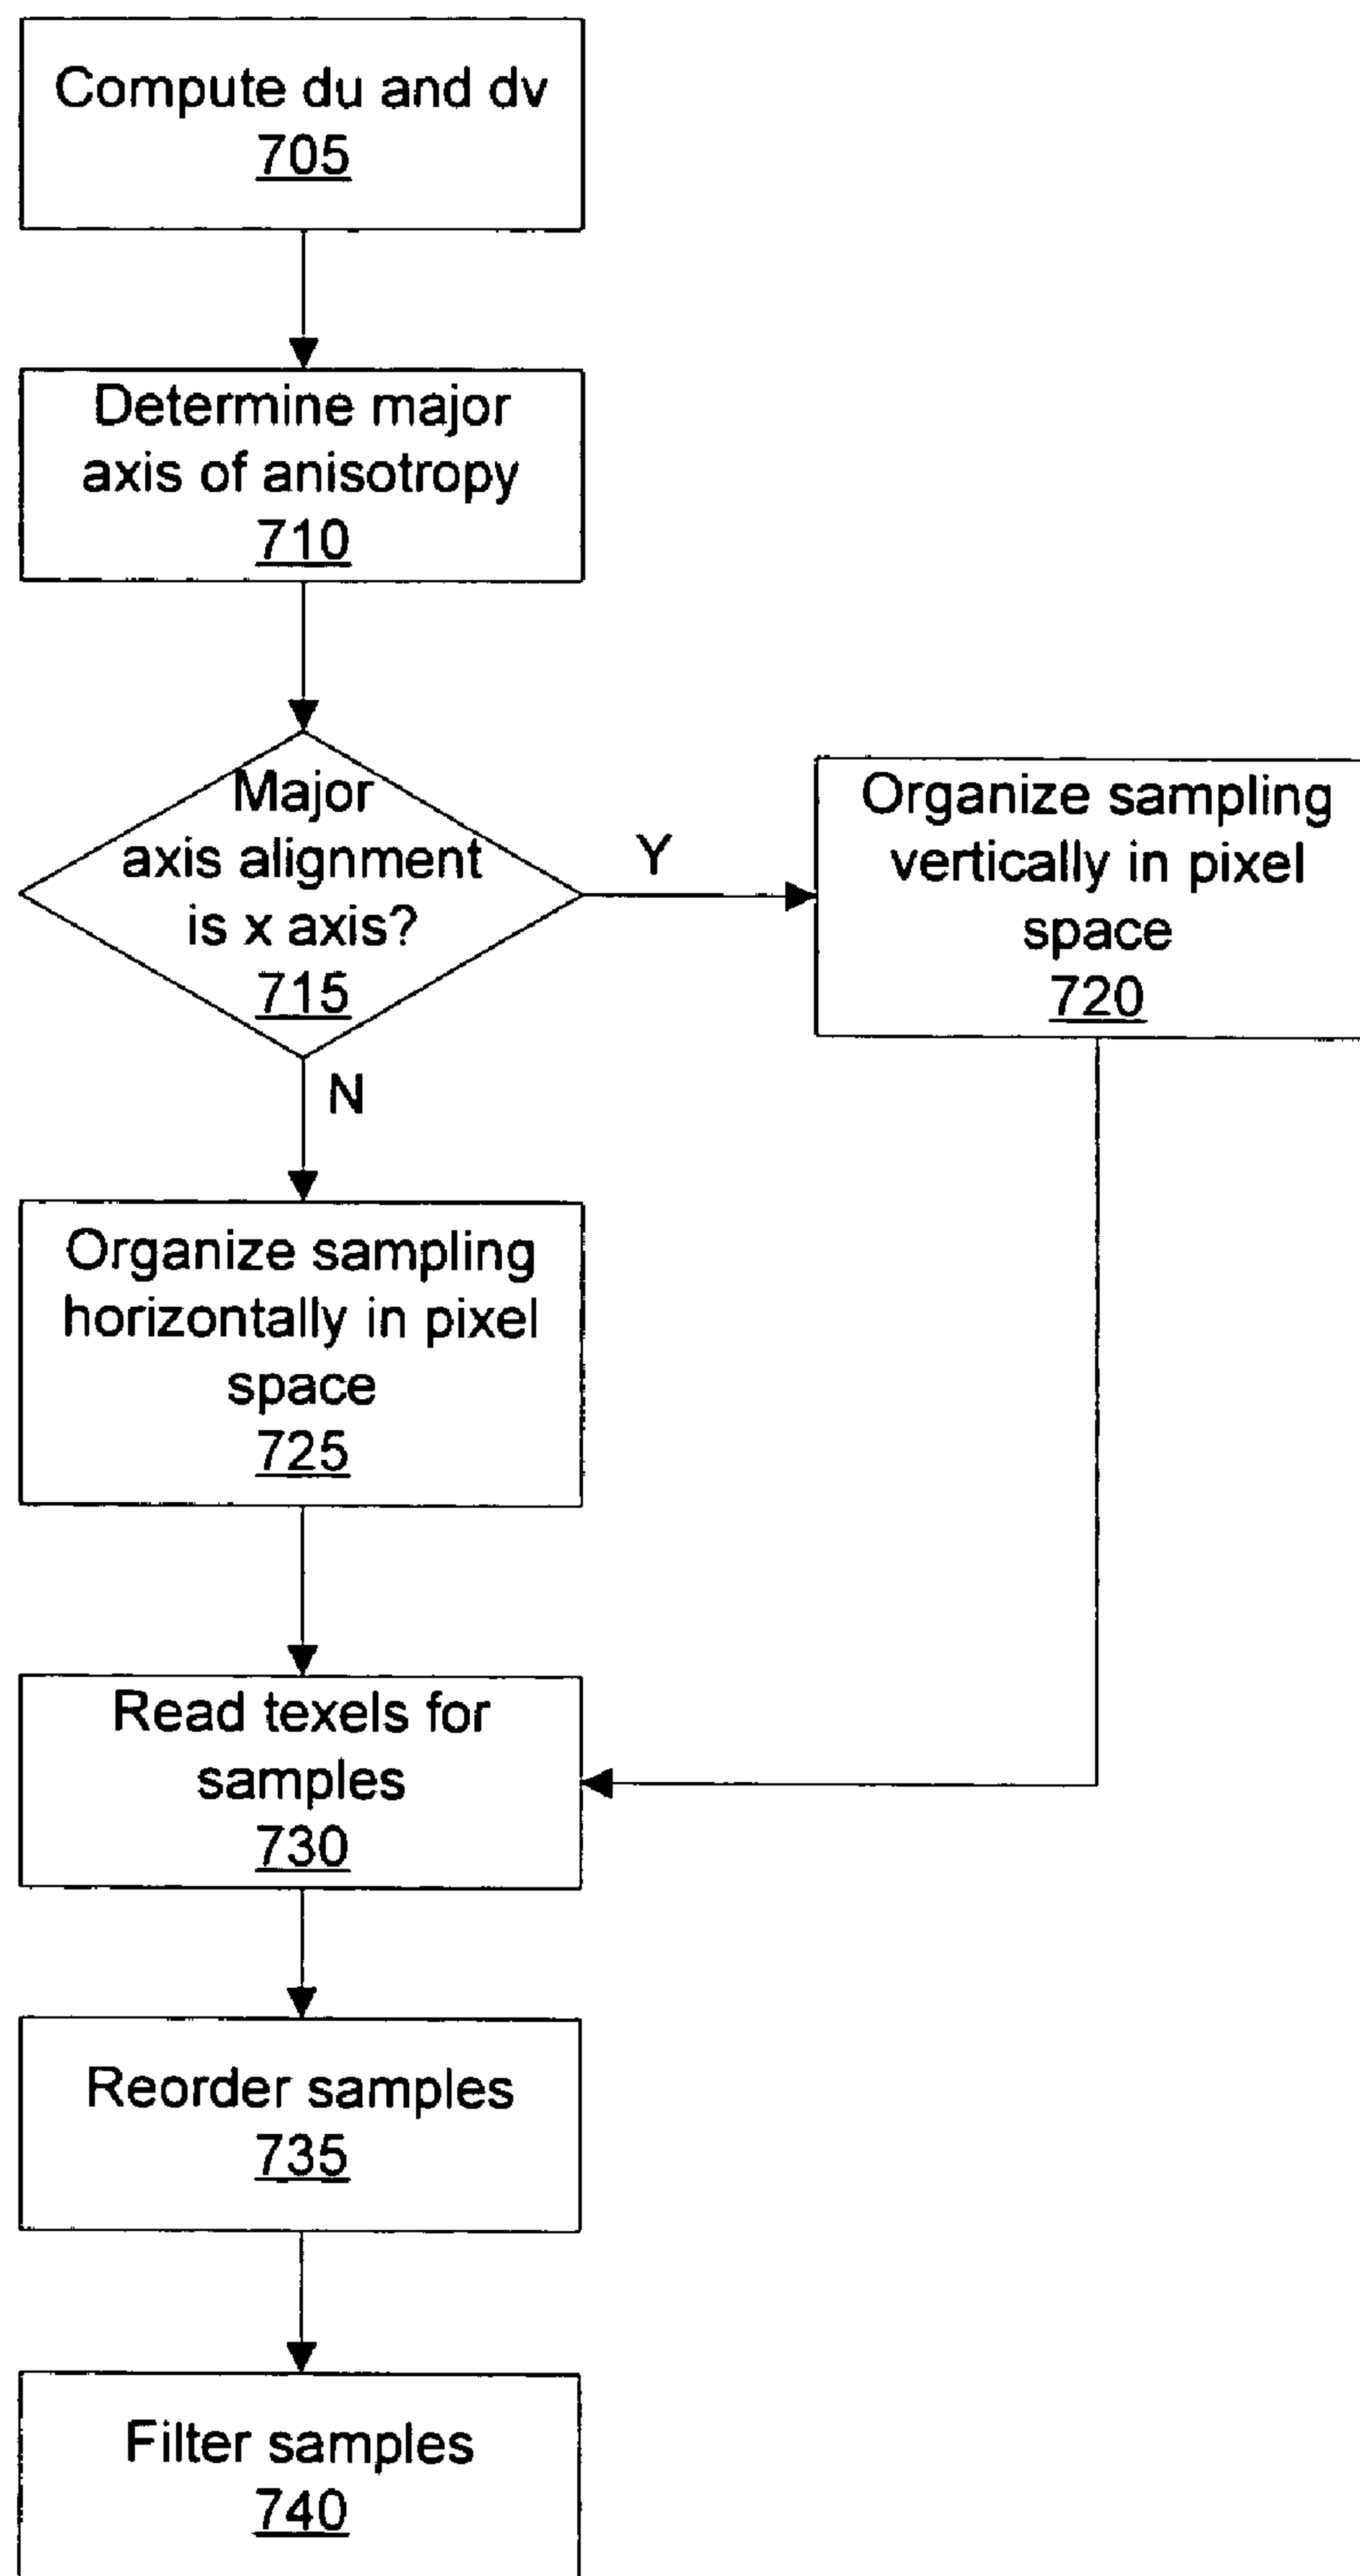 Compute du and dv
705
Determine major
axis of anisotropy
710
Major
axis alignment
is x axis?
715
Y
Organize sampling
vertically in pixel
space
720
N
Organize sampling
horizontally in pixel
space
725
Read texels for
samples
730
Reorder samples
735
Filter samples
740